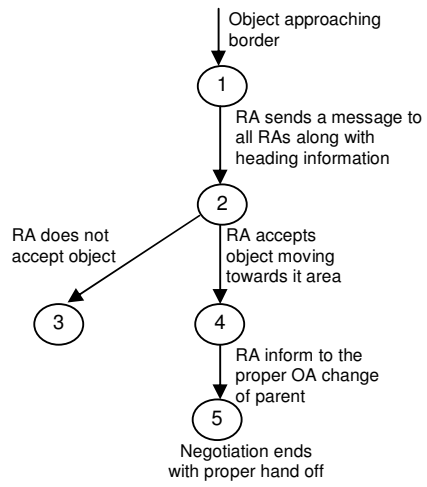 Object approaching
border
1
RA sends a message to
all RAs along with
heading information
2
RA does not
accept object
RA accepts
object moving
towards it area
3
4
RA inform to the
proper OA change
of parent
5
Negotiation ends
with proper hand off